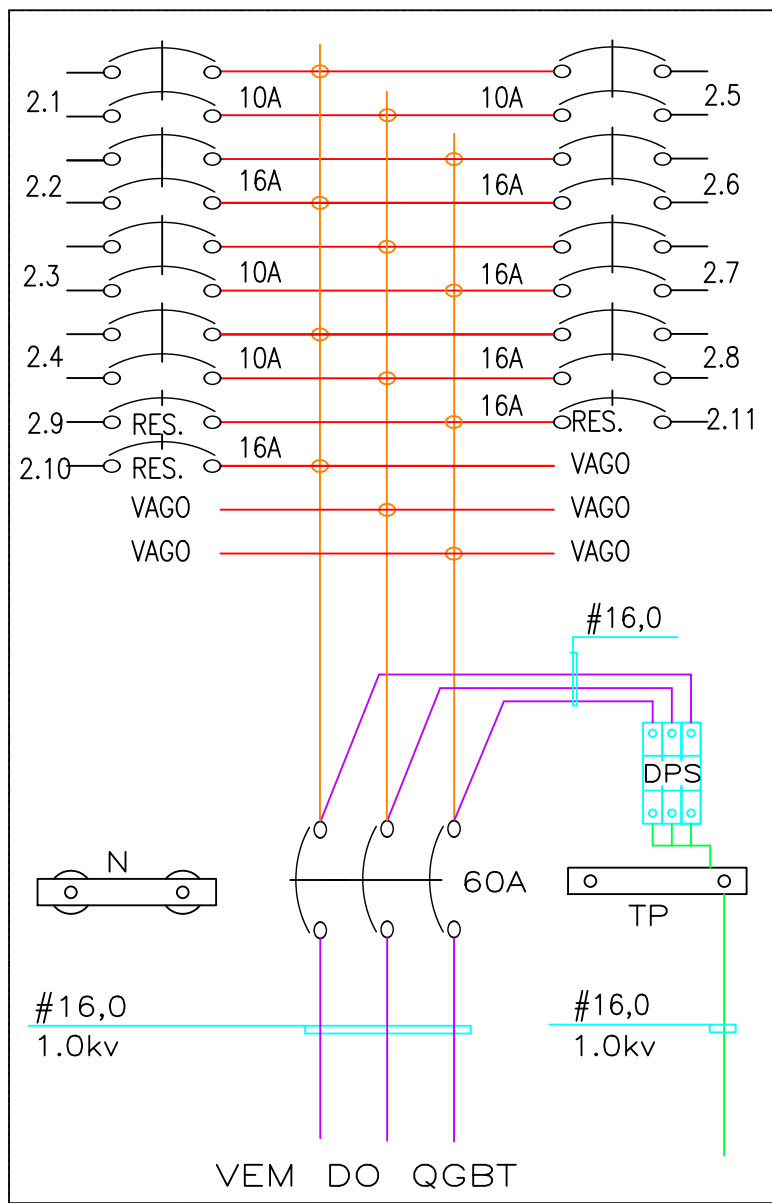 2.1 10A 10A 2.5
2.2 16A 16A 2.6
2.3 10A 16A 2.7
2.4 10A 16A 2.8
2.9 RES. 16A RES. 2.11
2.10 RES. 16A VAGO
VAGO VAGO
VAGO VAGO
#16,0
DPS
N 60A TP
#16,0 #16,0
1.0kv 1.0kv
VEM DO QGBT